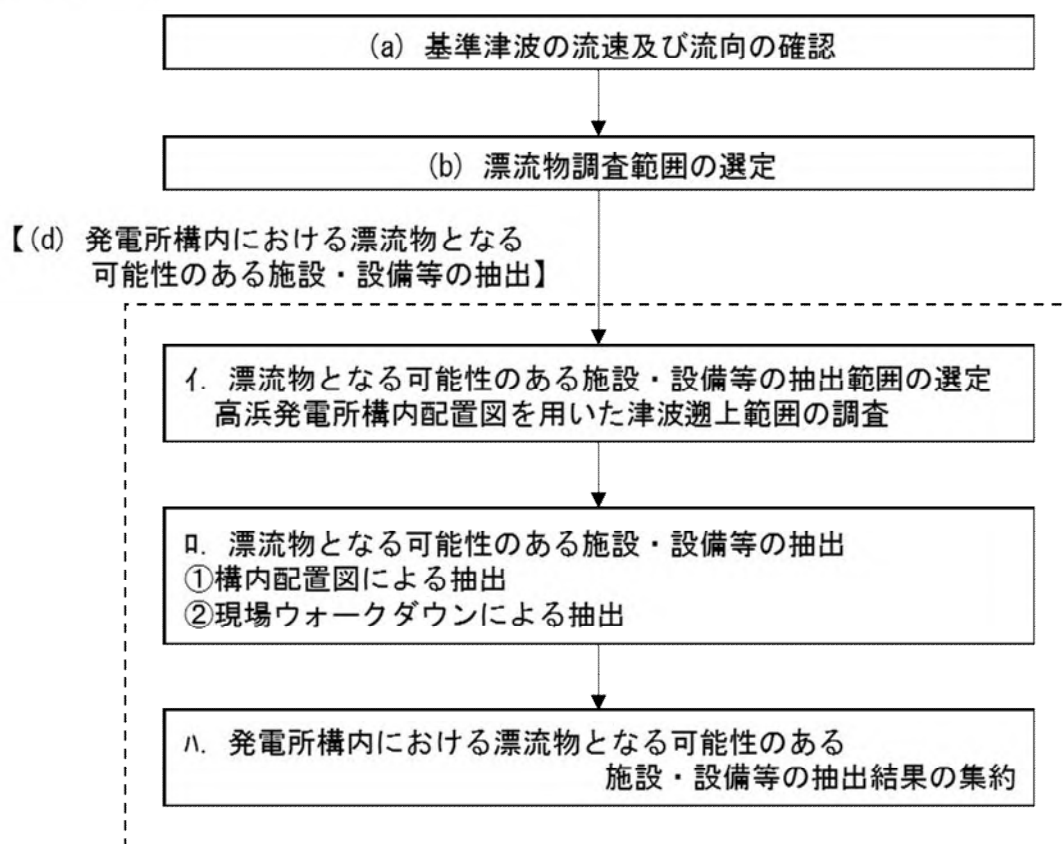 (a) 基準津波の流速及び流向の確認
(b) 漂流物調査範囲の選定
【(d) 発電所構内における漂流物となる
可能性のある施設・設備等の抽出】
ｲ. 漂流物となる可能性のある施設・設備等の抽出範囲の選定
高浜発電所構内配置図を用いた津波遡上範囲の調査
ﾛ. 漂流物となる可能性のある施設・設備等の抽出
①構内配置図による抽出
②現場ウォークダウンによる抽出
ﾊ. 発電所構内における漂流物となる可能性のある
施設・設備等の抽出結果の集約